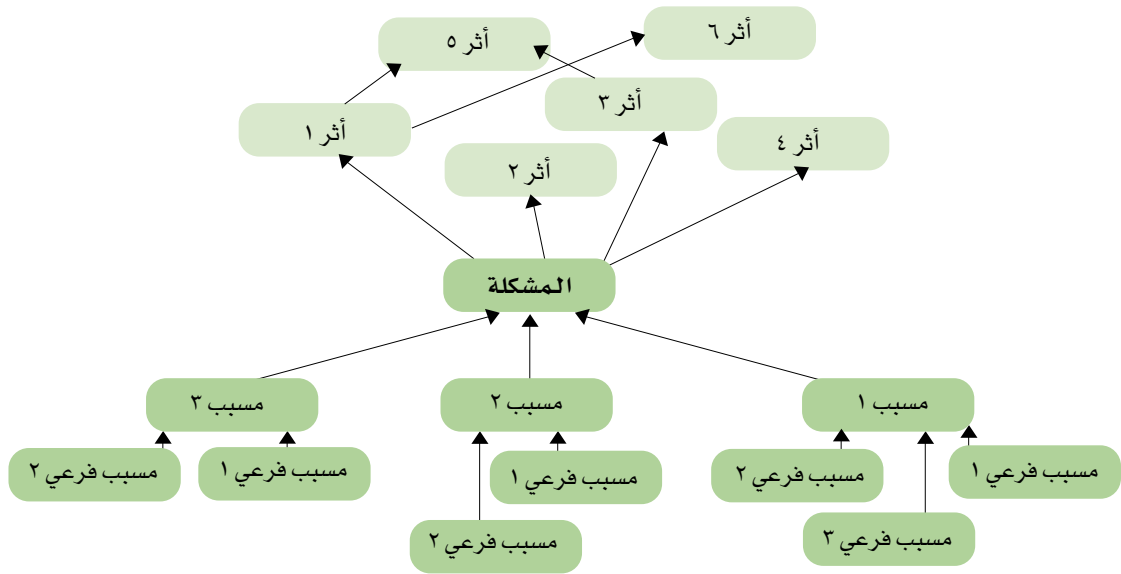 أثر ٦
أثر ٥
أثر ٣
أثر ١
أثر ٤
أثر ٢
المشكلة
مسبب ١
مسبب ٢
مسبب ٣
مسبب فرعي ١
مسبب فرعي ٢
مسبب فرعي ١
مسبب فرعي ٢
مسبب فرعي ١
مسبب فرعي ٢
مسبب فرعي ٣